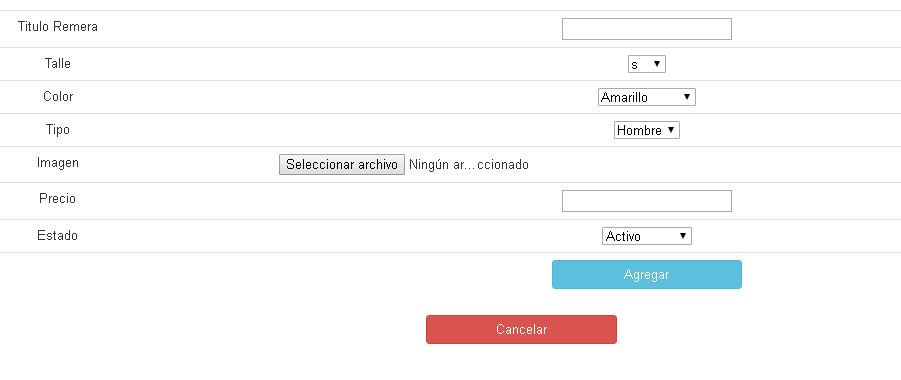 Titulo Remera
Talle s
Color Amarillo
Tipo Hombre
Imagen Seleccionar archivo Ningún ar...ccionado
Precio
Estado Activo
Agregar
Cancelar